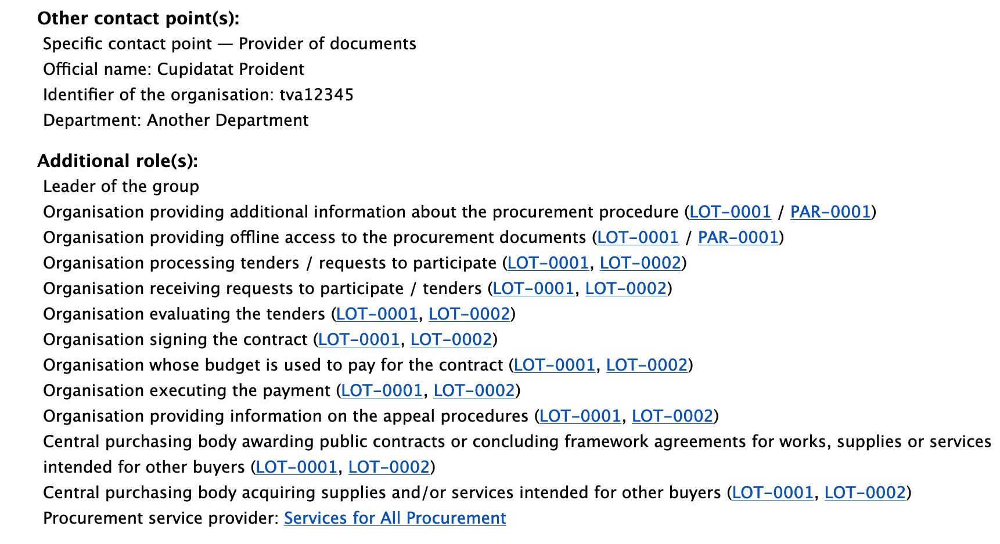 Other contact point(s):
Specific contact point — Provider of documents
Official name: Cupidatat Proident
Identifier of the organisation: tva12345
Department: Another Department
Additional role(s):
Leader of the group
Organisation providing additional information about the procurement procedure (LOT-0001 / PAR-0001)
Organisation providing offline access to the procurement documents (LOT-0001 / PAR-0001)
Organisation processing tenders / requests to participate (LOT-0001, LOT-0002)
Organisation receiving requests to participate / tenders (LOT-0001, LOT-0002)
Organisation evaluating the tenders (LOT-0001, LOT-0002)
Organisation signing the contract (LOT-0001, LOT-0002)
Organisation whose budget is used to pay for the contract (LOT-0001, LOT-0002)
Organisation executing the payment (LOT-0001, LOT-0002)
Organisation providing information on the appeal procedures (LOT-0001, LOT-0002)
Central purchasing body awarding public contracts or concluding framework agreements for works, supplies or services
intended for other buyers (LOT-0001, LOT-0002)
Central purchasing body acquiring supplies and/or services intended for other buyers (LOT-0001, LOT-0002)
Procurement service provider: Services for All Procurement